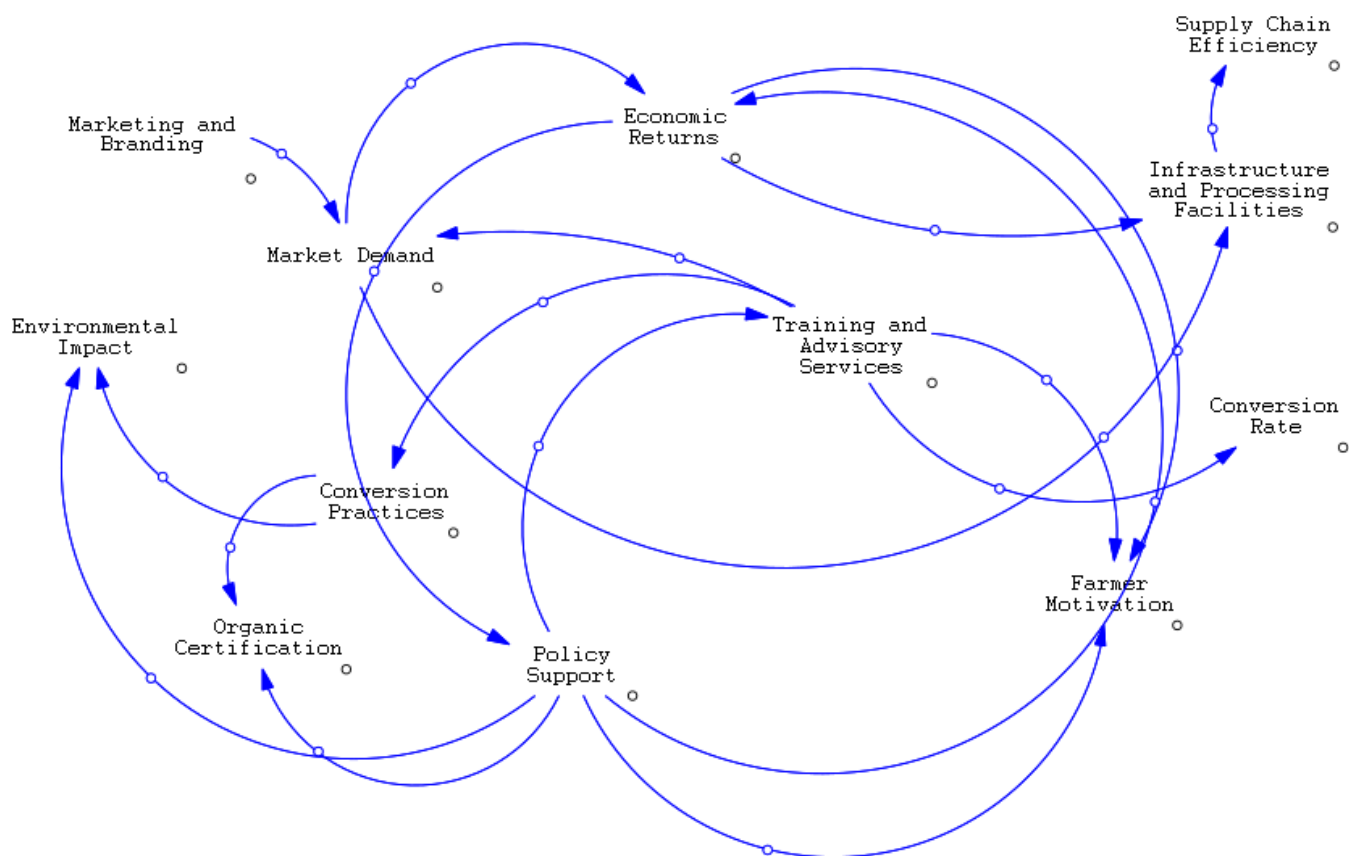 Supply Chain
Efficiency
Marketing and
Branding
Economic
Returns
Infrastructure
and Processing
Facilities
Market Demand
Environmental
Impact
Training and
Advisory
Services
Conversion
Rate
Conversion
Practices
Farmer
Motivation
Organic
Certification
Policy
Support